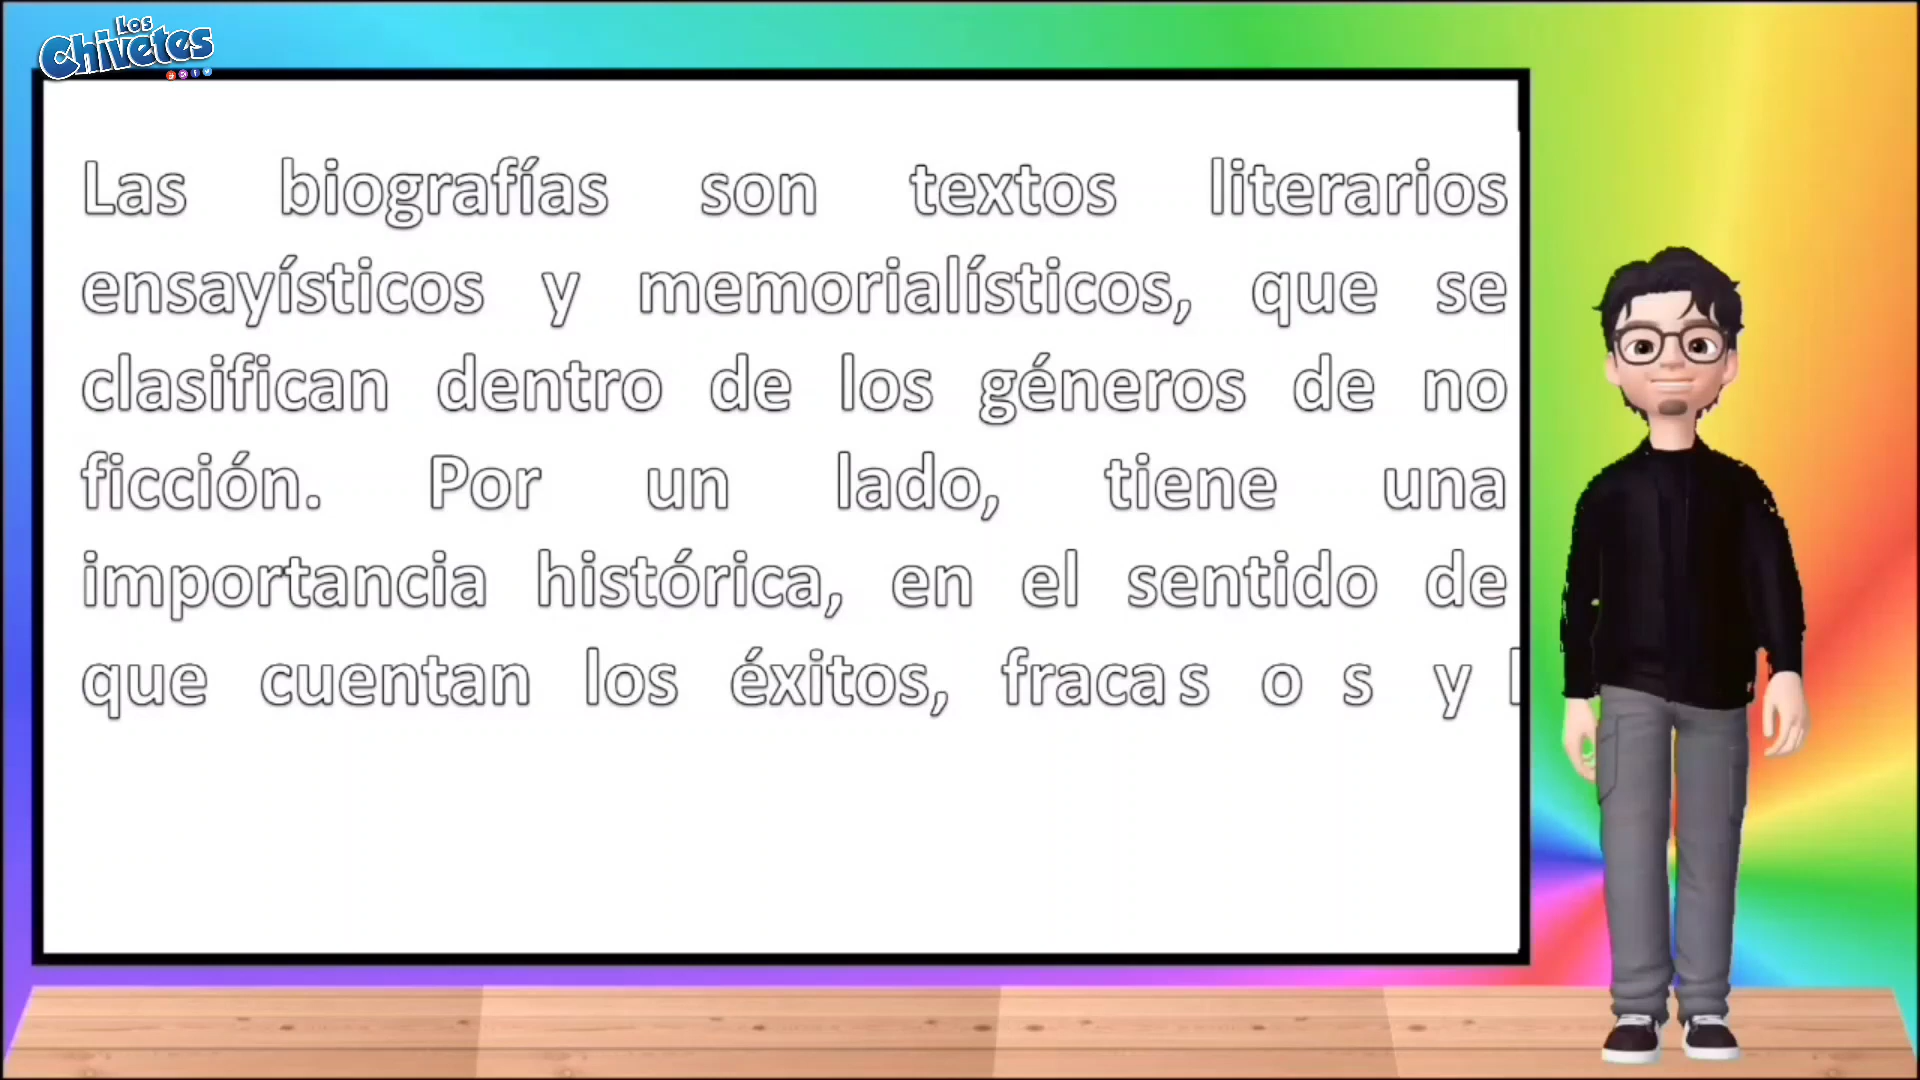 Los
Chivetes
Las biografías son textos literarios
ensayísticos y memorialísticos, que se
clasifican dentro de los géneros de no
ficción. Por un lado, tiene una
importancia histórica, en el sentido de
que cuentan los éxitos, fracas o s y